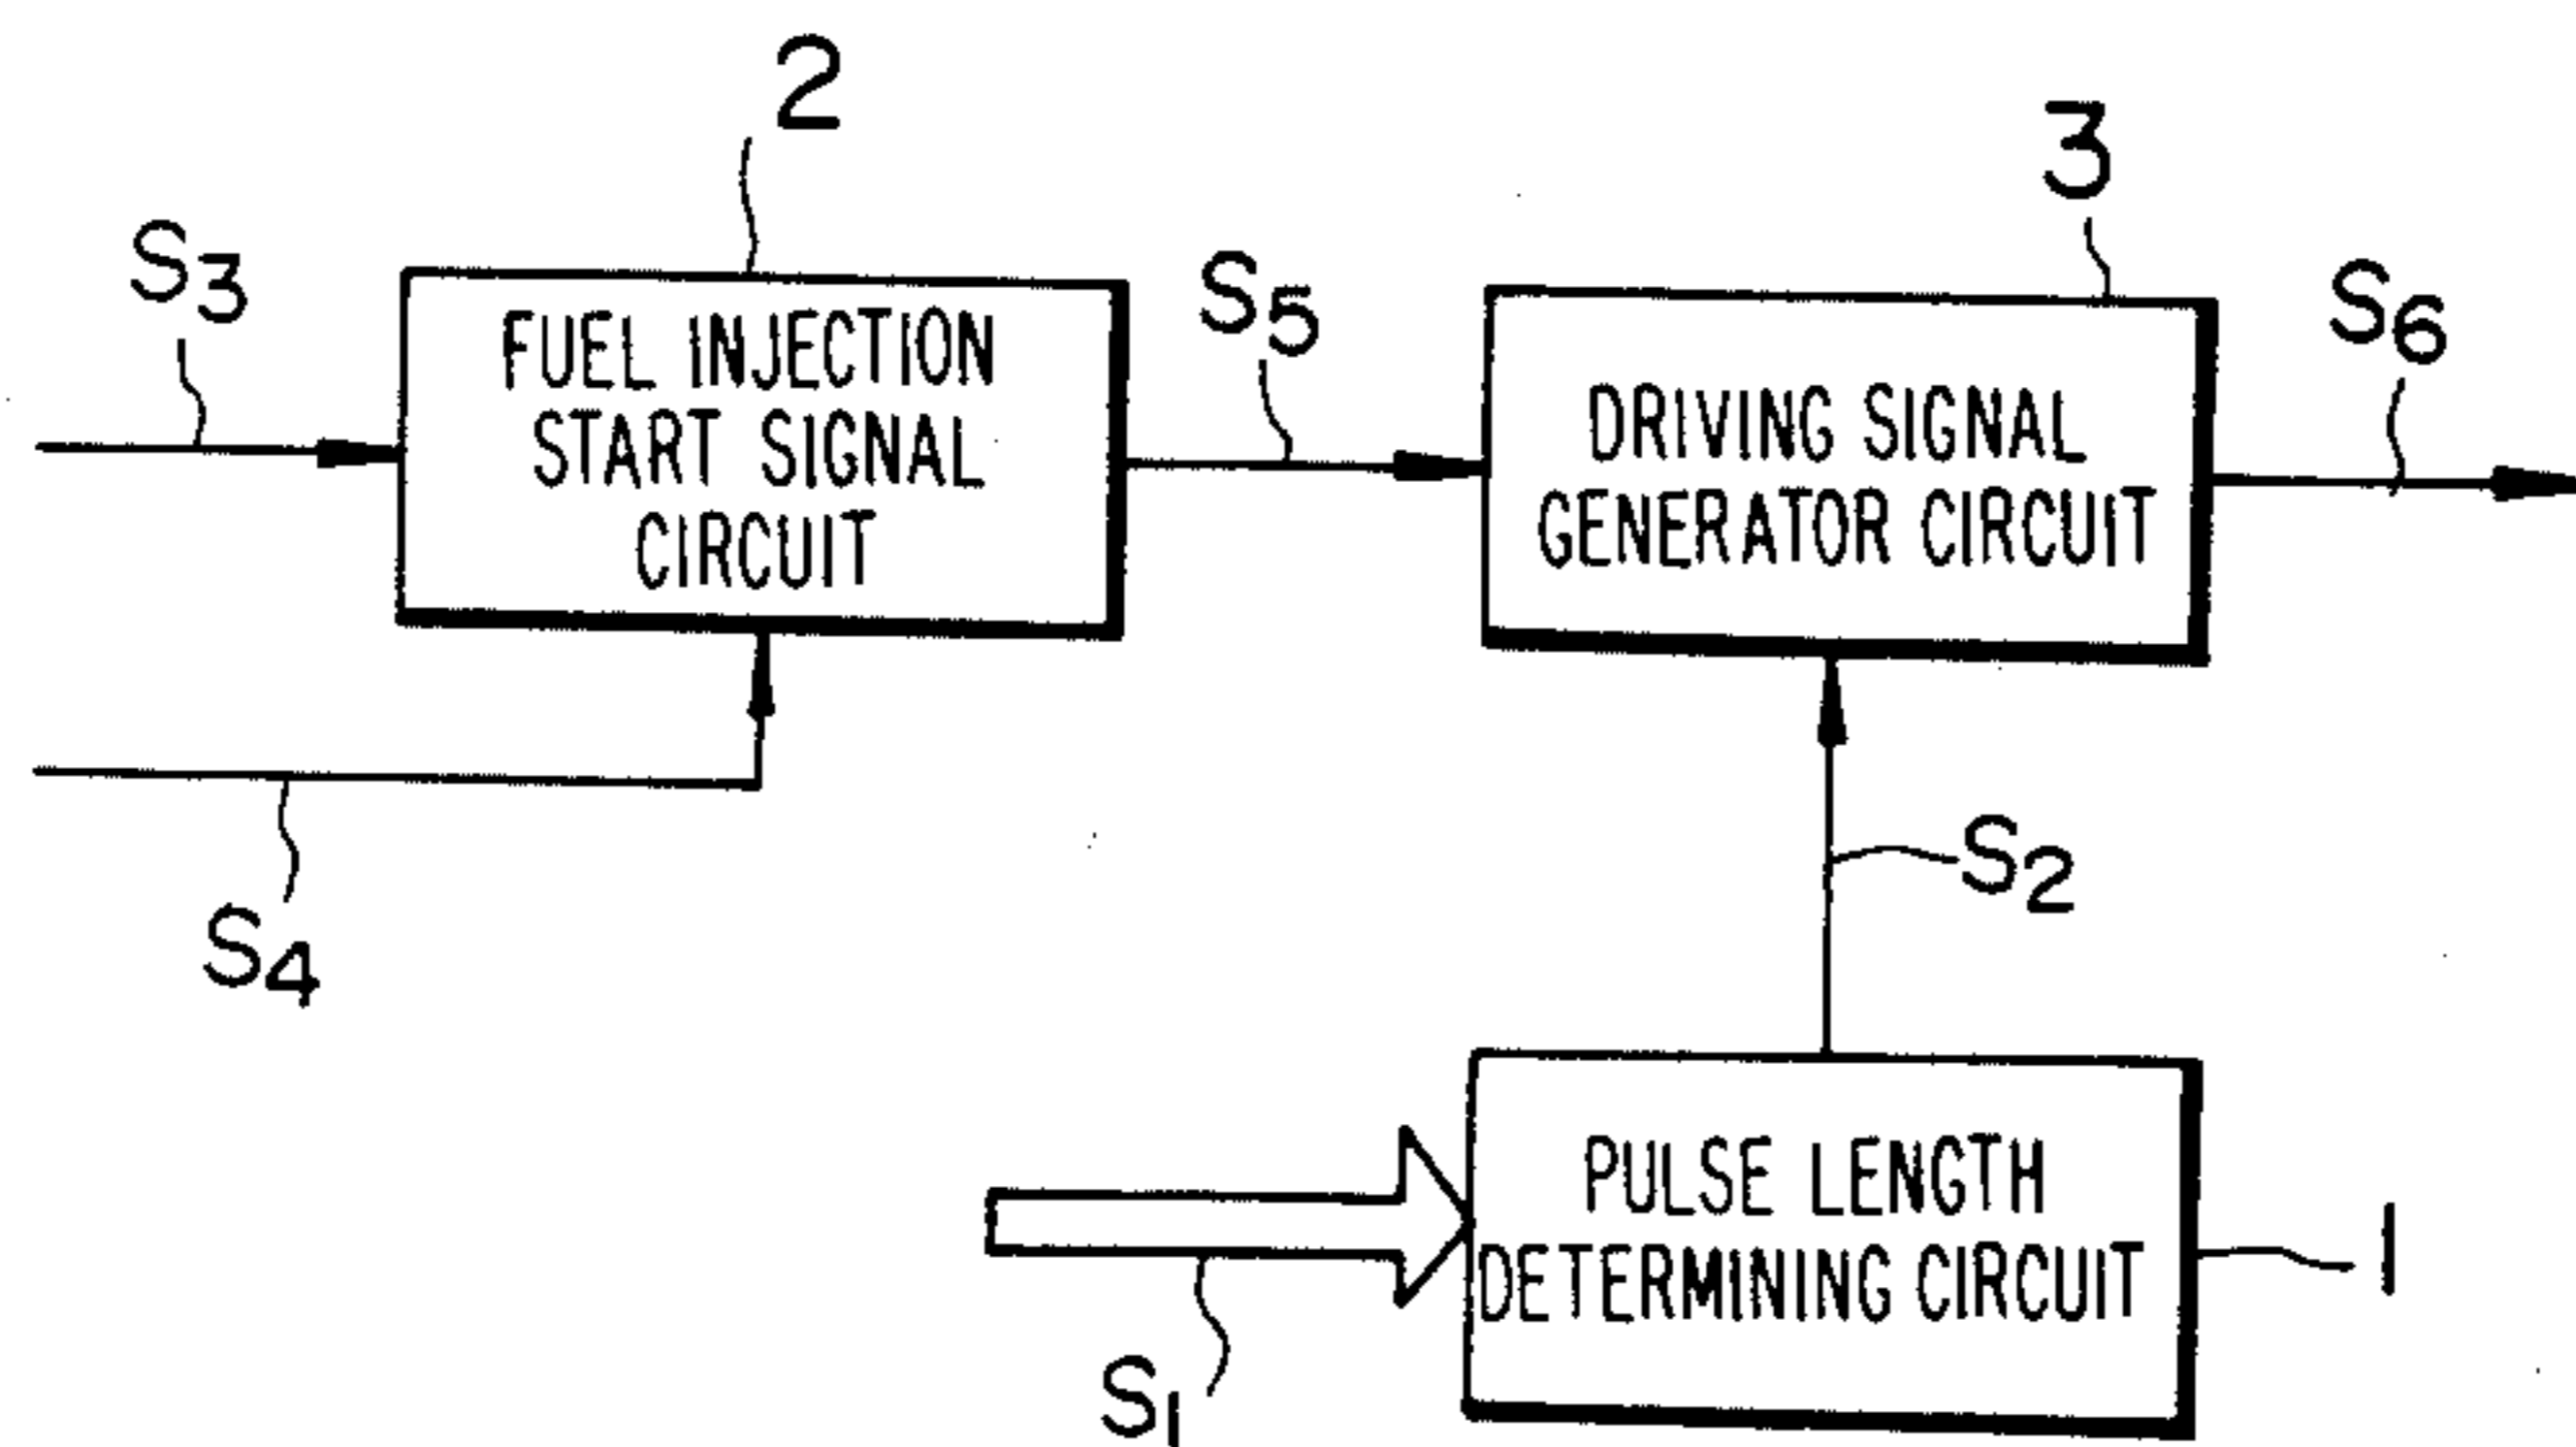 2
3
S3
S5
S6
FUEL INJECTION
START SIGNAL
CIRCUIT
DRIVING SIGNAL
GENERATOR CIRCUIT
S4
S2
PULSE LENGTH
DETERMINING CIRCUIT
1
S1